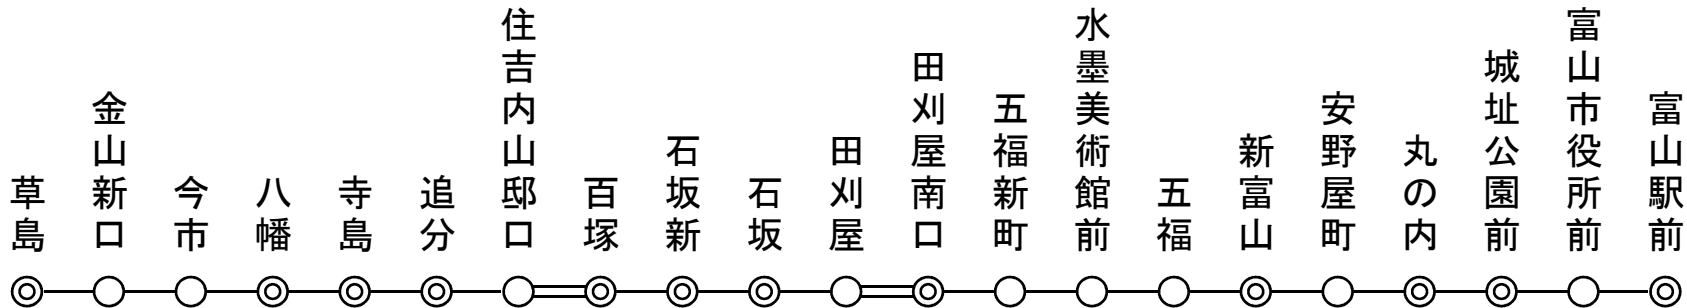 草島
金山新口
今市
八幡
寺島
追分
住吉内山邸口
百塚
石坂新
石坂
田刈屋
田刈屋南口
五福新町
水墨美術館前
五福
新富山
安野屋町
丸の内
城址公園前
富山市役所前
富山駅前